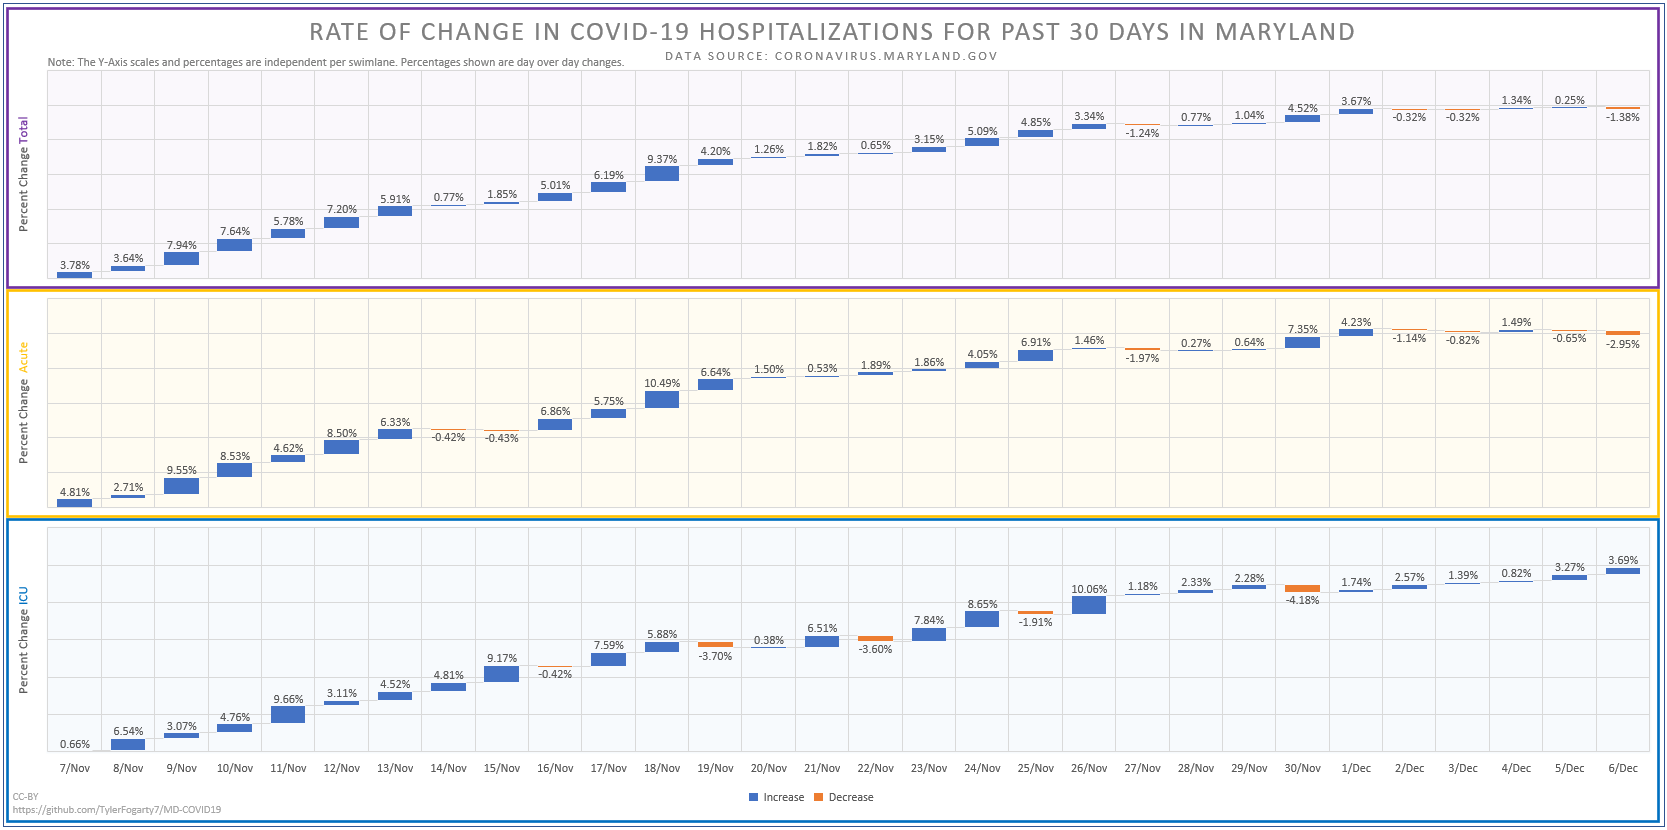 RATE OF CHANGE IN COVID-19 HOSPITALIZATIONS FOR PAST 30 DAYS IN MARYLAND
DATA SOURCE: CORONAVIRUS.MARYLAND.GOV
Note: The Y-Axis scales and percentages are independent per swimlane. Percentages shown are day over day changes.
Percent Change Total
3.78% 3.64% 7.94% 7.64% 5.78% 7.20% 5.91% 0.77% 1.85% 5.01% 6.19% 9.37% 4.20% 1.26% 1.82% 0.65% 3.15% 5.09% 4.85% 3.34% -1.24% 0.77% 1.04% 4.52% 3.67% -0.32% -0.32% 1.34% 0.25% -1.38%
Percent Change Acute
4.81% 2.71% 9.55% 8.53% 4.62% 8.50% 6.33% -0.42% -0.43% 6.86% 5.75% 10.49% 6.64% 1.50% 0.53% 1.89% 1.86% 4.05% 6.91% 1.46% -1.97% 0.27% 0.64% 7.35% 4.23% -1.14% -0.82% 1.49% -0.65% -2.95%
Percent Change ICU
0.66% 6.54% 3.07% 4.76% 9.66% 3.11% 4.52% 4.81% 9.17% -0.42% 7.59% 5.88% -3.70% 0.38% 6.51% -3.60% 7.84% 8.65% -1.91% 10.06% 1.18% 2.33% 2.28% -4.18% 1.74% 2.57% 1.39% 0.82% 3.27% 3.69%
7/Nov 8/Nov 9/Nov 10/Nov 11/Nov 12/Nov 13/Nov 14/Nov 15/Nov 16/Nov 17/Nov 18/Nov 19/Nov 20/Nov 21/Nov 22/Nov 23/Nov 24/Nov 25/Nov 26/Nov 27/Nov 28/Nov 29/Nov 30/Nov 1/Dec 2/Dec 3/Dec 4/Dec 5/Dec 6/Dec
Increase Decrease
CC-BY
https://github.com/TylerFogarty7/MD-COVID19